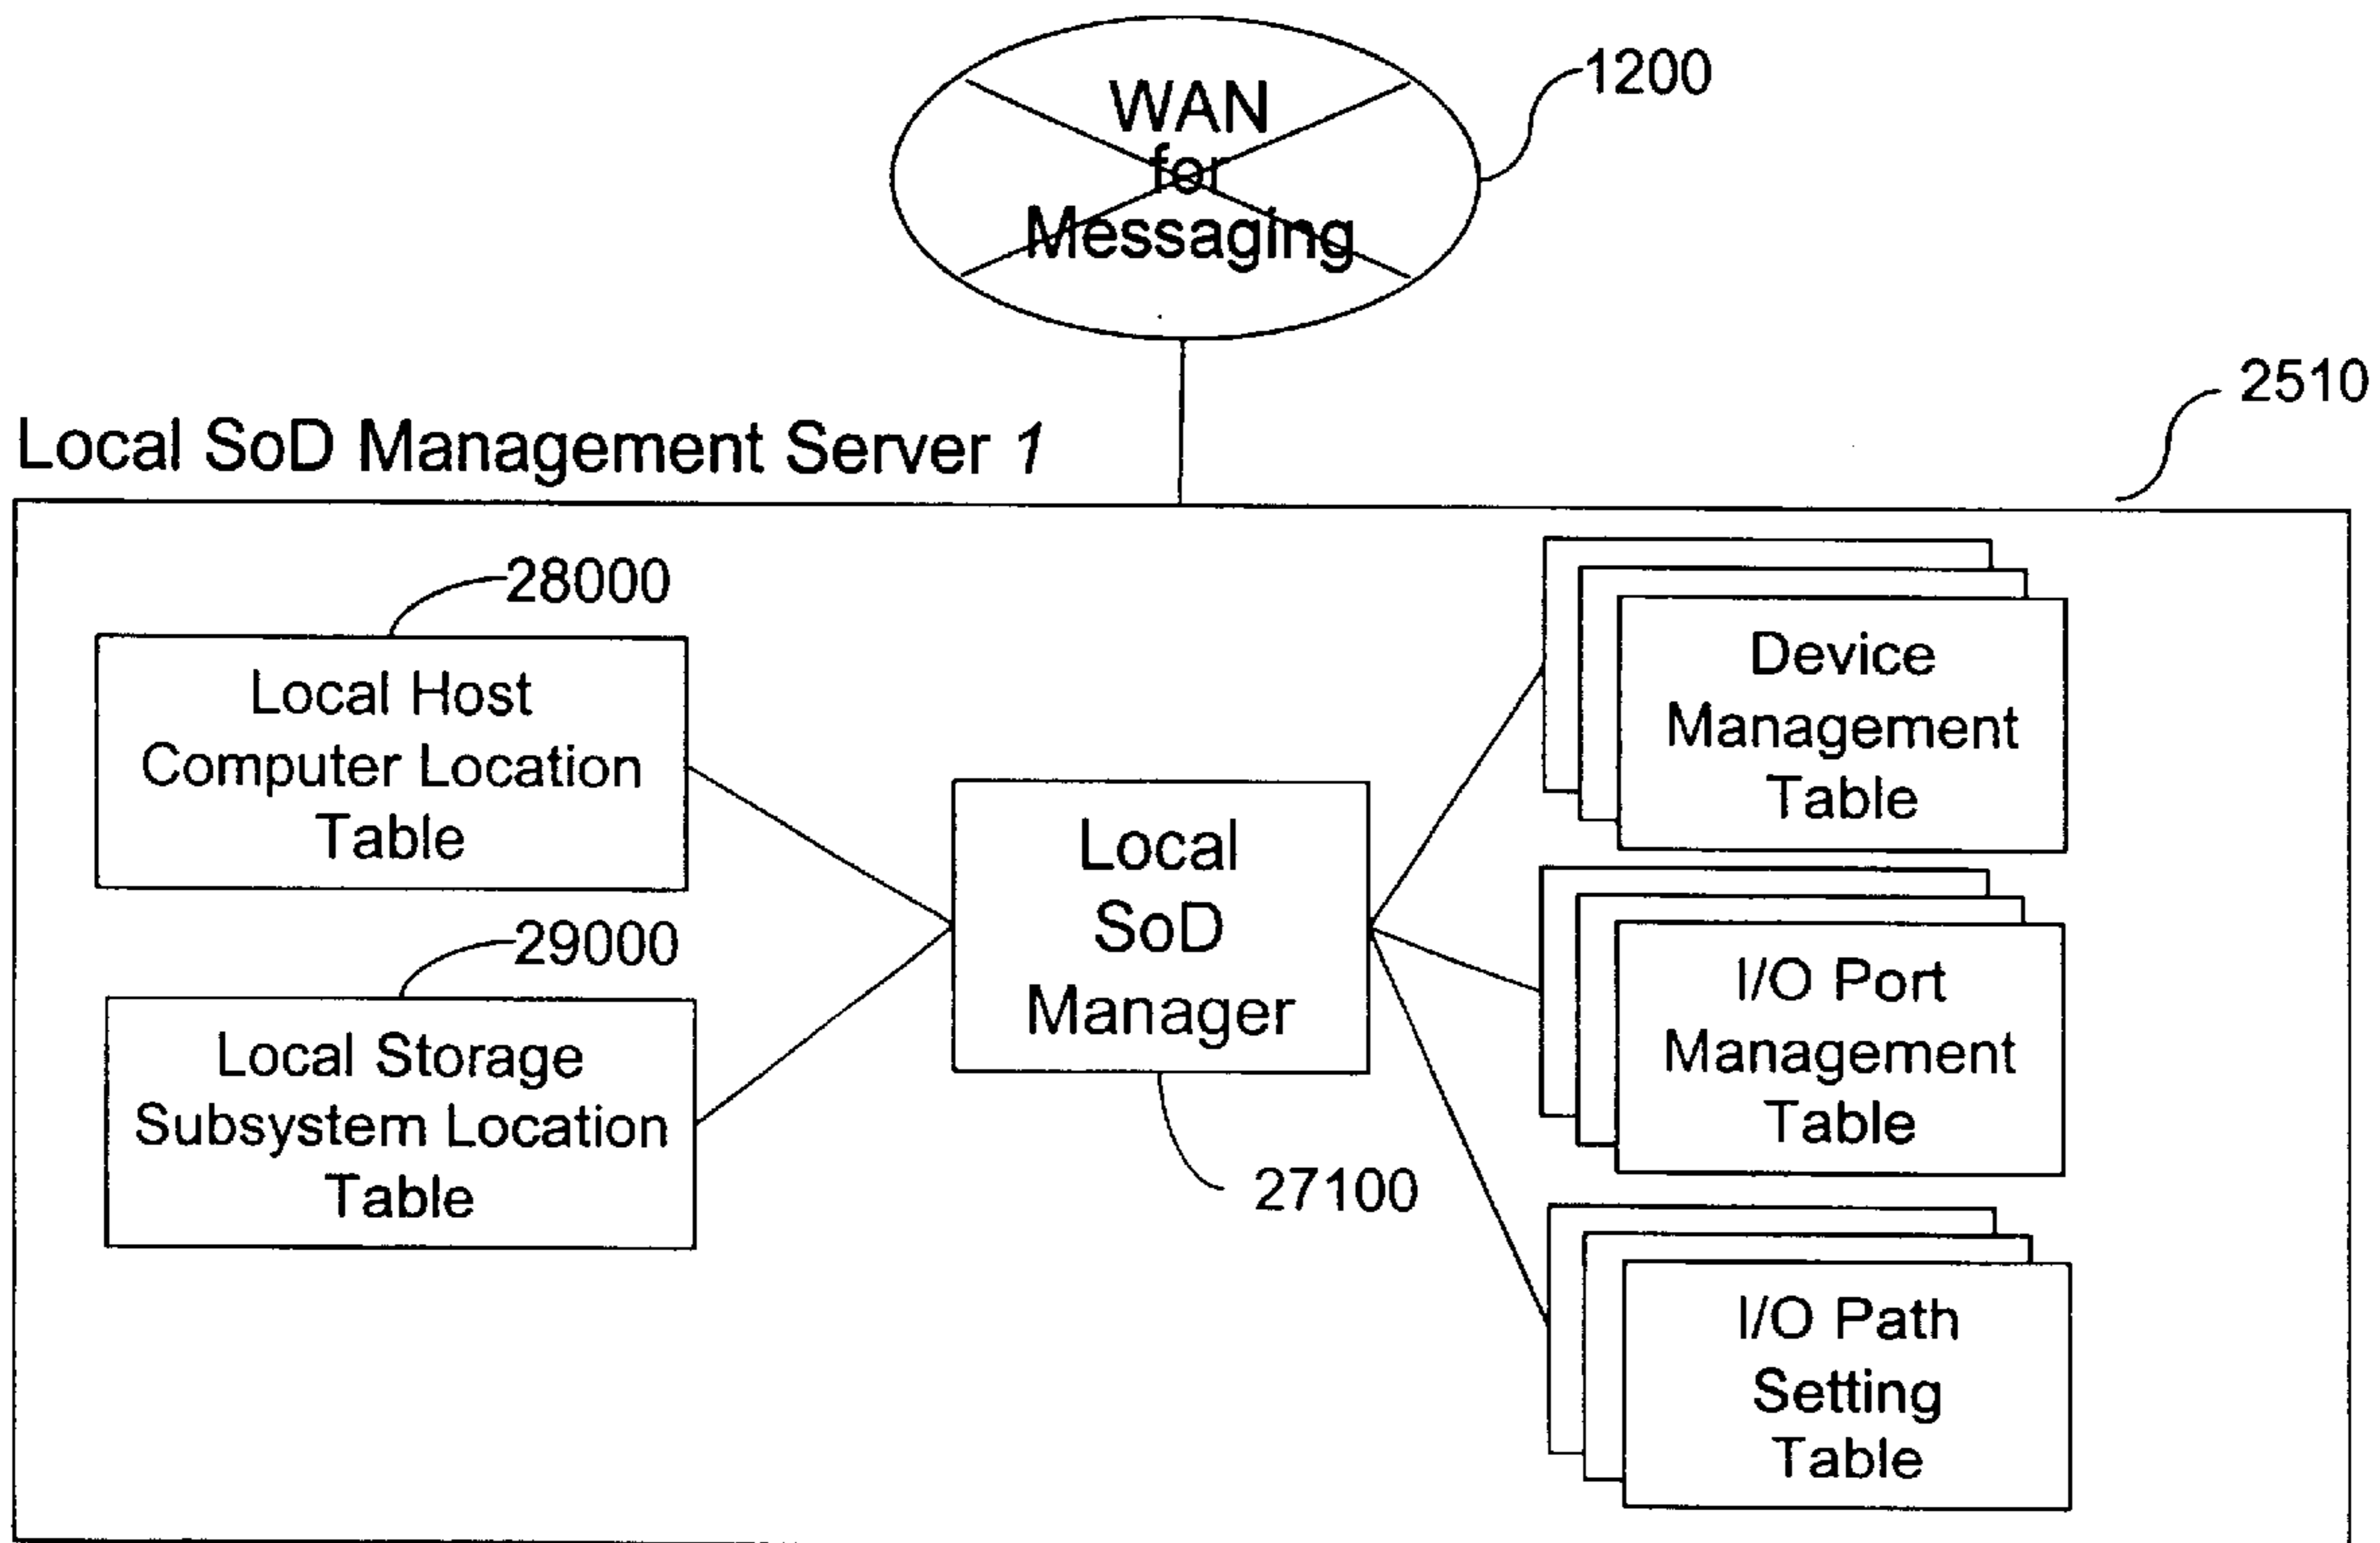 WAN
for
Messaging
1200
2510
Local SoD Management Server 1
28000
Local Host
Computer Location
Table
29000
Local Storage
Subsystem Location
Table
Local
SoD
Manager
27100
Device
Management
Table
I/O Port
Management
Table
I/O Path
Setting
Table